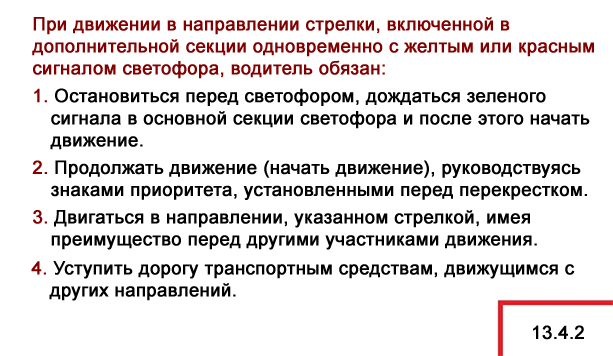 При движении в направлении стрелки, включенной в
дополнительной секции одновременно с желтым или красным
сигналом светофора, водитель обязан:
1. Остановиться перед светофором, дождаться зеленого
сигнала в основной секции светофора и после этого начать
движение.
2. Продолжать движение (начать движение), руководствуясь
знаками приоритета, установленными перед перекрестком.
3. Двигаться в направлении, указанном стрелкой, имея
преимущество перед другими участниками движения.
4. Уступить дорогу транспортным средствам, движущимся с
других направлений.
13.4.2